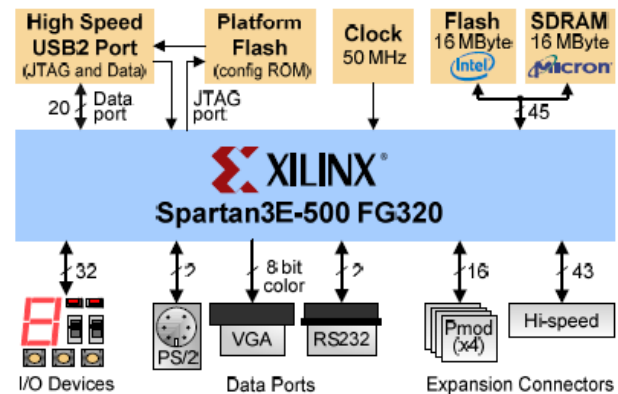 High Speed
USB2 Port
(JTAG and Data)
Platform
Flash
(config ROM)
Clock
50 MHz
Flash
16 MByte
intel
SDRAM
16 MByte
Micron
20
Data
port
JTAG
port
45
XILINX®
Spartan3E-500 FG320
32
2
8 bit
color
2
16
43
PS/2
VGA
RS232
Pmod
(x4)
Hi-speed
I/O Devices
Data Ports
Expansion Connectors